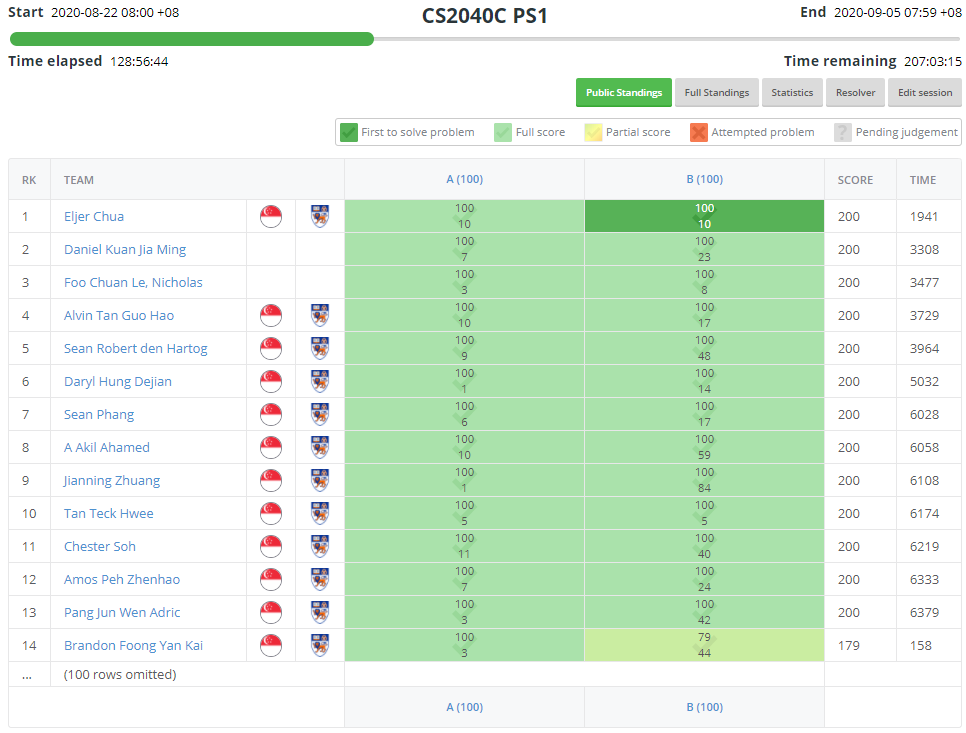 Start 2020-08-22 08:00 +08 CS2040C PS1 End 2020-09-05 07:59 +08
Time elapsed 128:56:44 Time remaining 207:03:15
Public Standings Full Standings Statistics Resolver Edit session
First to solve problem Full score Partial score Attempted problem ? Pending judgement
RK TEAM A (100) B (100) SCORE TIME
1 Eljer Chua 100 10 100 10 200 1941
2 Daniel Kuan Jia Ming 100 7 100 23 200 3308
3 Foo Chuan Le, Nicholas 100 3 100 8 200 3477
4 Alvin Tan Guo Hao 100 10 100 17 200 3729
5 Sean Robert den Hartog 100 9 100 48 200 3964
6 Daryl Hung Dejian 100 1 100 14 200 5032
7 Sean Phang 100 6 100 17 200 6028
8 A Akil Ahamed 100 10 100 59 200 6058
9 Jianning Zhuang 100 1 100 84 200 6108
10 Tan Teck Hwee 100 5 100 5 200 6174
11 Chester Soh 100 11 100 40 200 6219
12 Amos Peh Zhenhao 100 7 100 24 200 6333
13 Pang Jun Wen Adric 100 3 100 42 200 6379
14 Brandon Foong Yan Kai 100 3 79 44 179 158
... (100 rows omitted)
A (100) B (100)